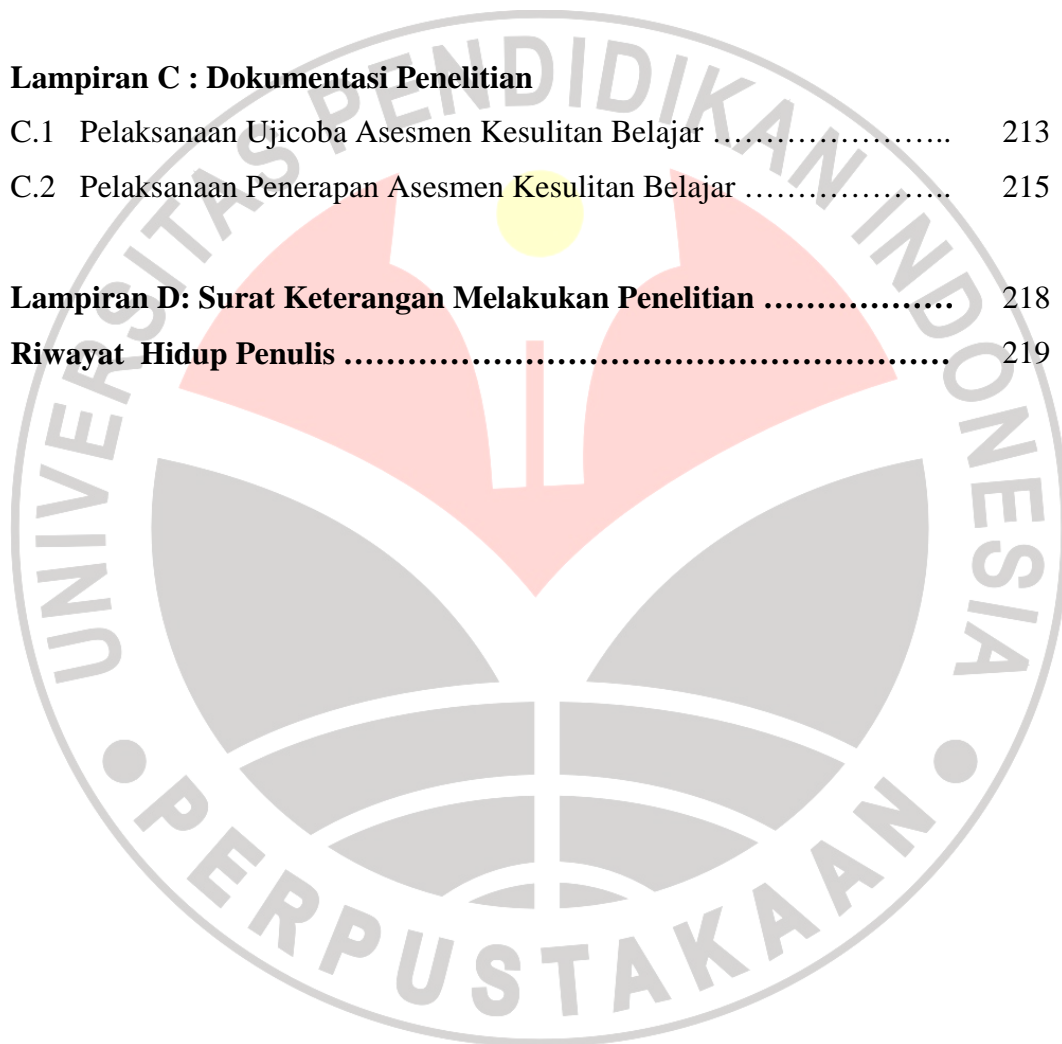 Lampiran C : Dokumentasi Penelitian
C.1 Pelaksanaan Ujicoba Asesmen Kesulitan Belajar ………………….. 213
C.2 Pelaksanaan Penerapan Asesmen Kesulitan Belajar ……………….. 215
Lampiran D: Surat Keterangan Melakukan Penelitian ……………… 218
Riwayat Hidup Penulis ………………………………………………… 219
UNIVERSITAS PENDIDIKAN INDONESIA
PERPUSTAKAAN